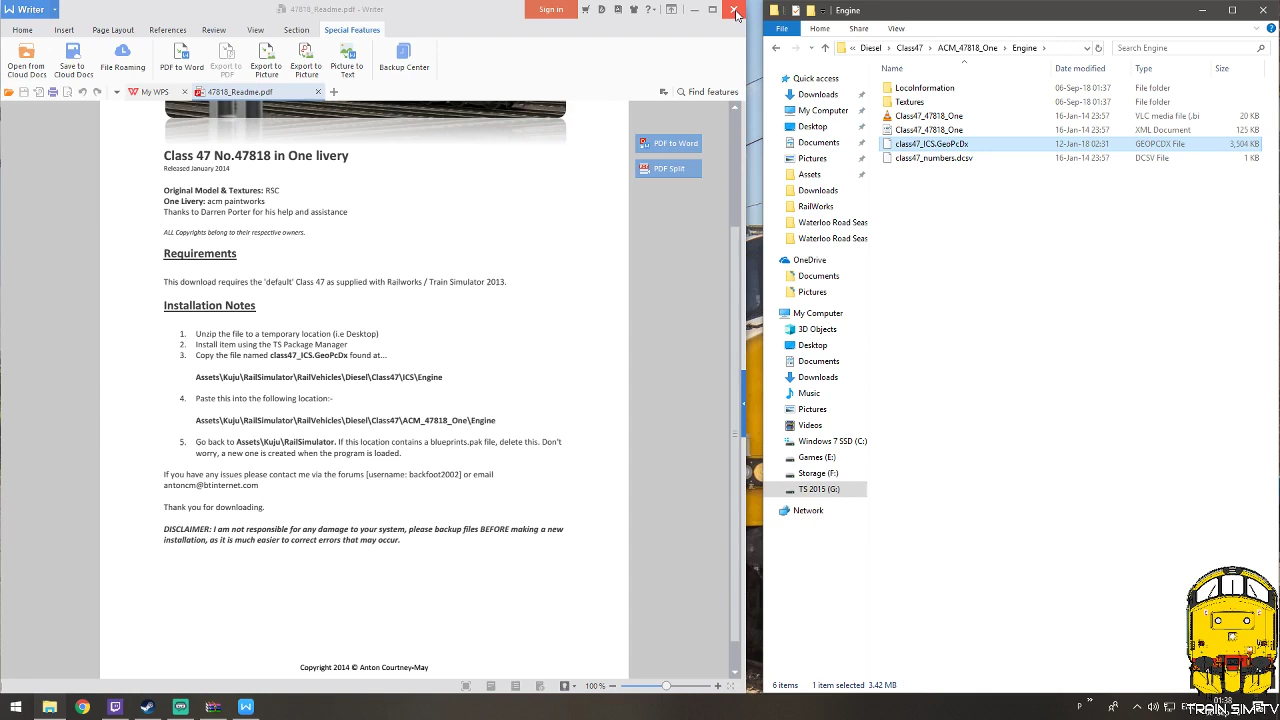 Writer
47818_Readme.pdf - Writer
Sign in
Home
Insert
Page Layout
References
Review
View
Section
Special Features
Open from Cloud Docs
Save to Cloud Docs
File Roaming
PDF to Word
Export to PDF
Export to Picture
Picture to Text
Backup Center
My WPS
47818_Readme.pdf
Find features
PDF to Word
PDF Split
Class 47 No.47818 in One livery
Released January 2014
Original Model & Textures: RSC
One Livery: acm paintworks
Thanks to Darren Porter for his help and assistance
ALL Copyrights belong to their respective owners.
Requirements
This download requires the 'default' Class 47 as supplied with Railworks / Train Simulator 2013.
Installation Notes
1. Unzip the file to a temporary location (i.e Desktop)
2. Install item using the TS Package Manager
3. Copy the file named class47_ICS.GeoPcDx found at...
Assets\Kuju\RailSimulator\RailVehicles\Diesel\Class47\ICS\Engine
4. Paste this into the following location:-
Assets\Kuju\RailSimulator\RailVehicles\Diesel\Class47\ACM_47818_One\Engine
5. Go back to Assets\Kuju\RailSimulator. If this location contains a blueprints.pak file, delete this. Don't
worry, a new one is created when the program is loaded.
If you have any issues please contact me via the forums [username: backfoot2002] or email
antoncm@btinternet.com
Thank you for downloading.
DISCLAIMER: I am not responsible for any damage to your system, please backup files BEFORE making a new
installation, as it is much easier to correct errors that may occur.
Copyright 2014 © Anton Courtney-May
100 %
Engine
File
Home
Share
View
« Diesel › Class47 › ACM_47818_One › Engine ›
Search Engine
Name
Date modified
Type
Size
LocoInformation 06-Sep-18 01:37 File folder
Textures 06-Sep-18 01:37 File folder
Class47_47818_One 16-Jan-14 23:57 VLC media file (.bi 20 KB
Class47_47818_One 16-Jan-14 23:57 XML Document 125 KB
class47_ICS.GeoPcDx 12-Jan-18 02:31 GEOPCDX File 3,504 KB
class47_numbers.dcsv 16-Jan-14 23:57 DCSV File 1 KB
Quick access
Downloads
My Computer
Desktop
Documents
Pictures
Assets
Downloads
RailWorks
Waterloo Road Seas
Waterloo Road Seas
OneDrive
Documents
Pictures
My Computer
3D Objects
Desktop
Documents
Downloads
Music
Pictures
Videos
Windows 7 SSD (C:)
Games (E:)
Storage (F:)
TS 2015 (G:)
Network
6 items
1 item selected 3.42 MB
01:38
TRANSIMTV